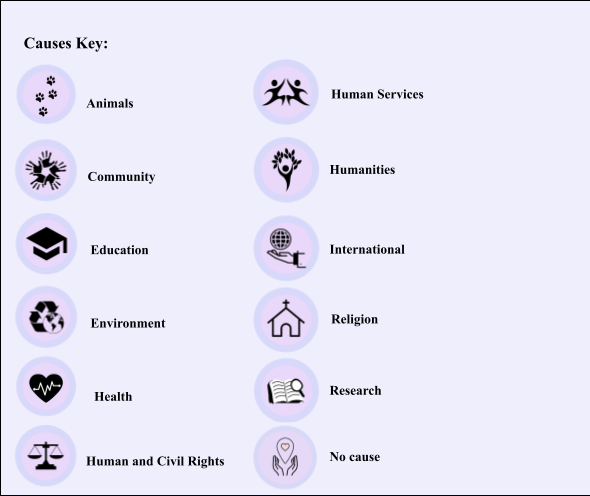 Causes Key:
Animals
Community
Education
Environment
Health
Human and Civil Rights
Human Services
Humanities
International
Religion
Research
No cause